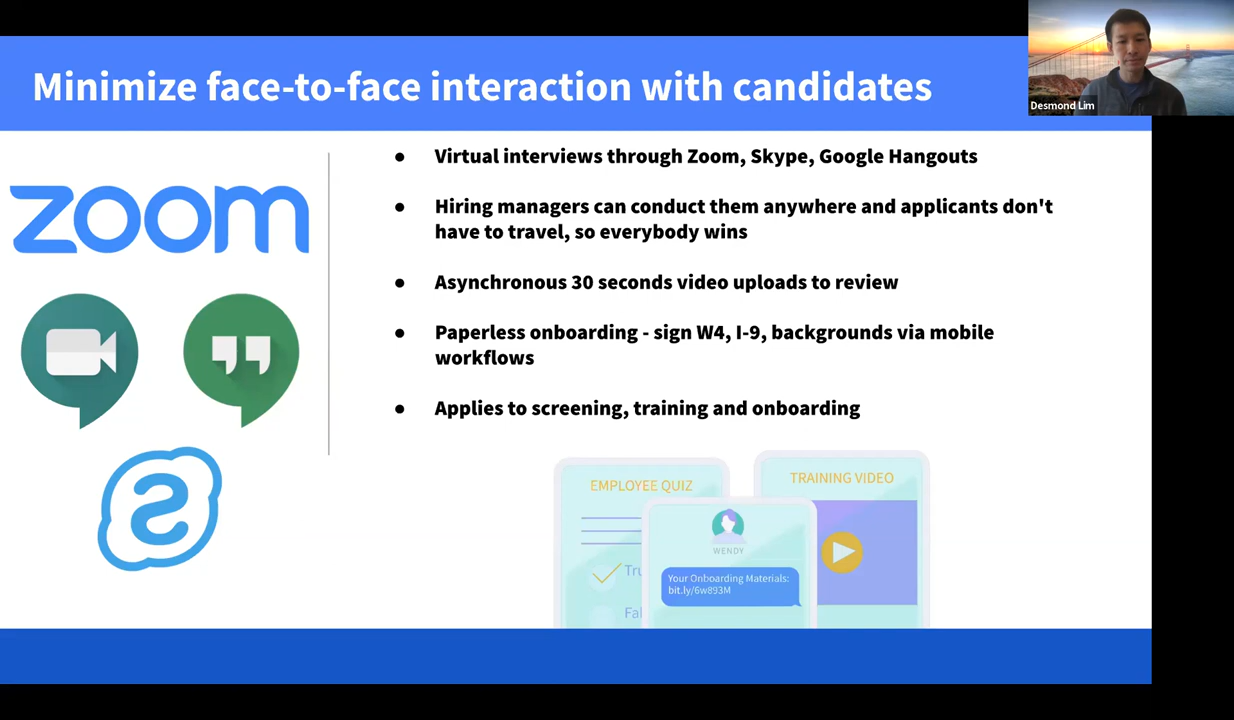 Minimize face-to-face interaction with candidates
Desmond Lim
zoom
● Virtual interviews through Zoom, Skype, Google Hangouts
● Hiring managers can conduct them anywhere and applicants don't
have to travel, so everybody wins
● Asynchronous 30 seconds video uploads to review
● Paperless onboarding - sign W4, I-9, backgrounds via mobile
workflows
● Applies to screening, training and onboarding
EMPLOYEE QUIZ
Tru
Fal
WENDY
Your Onboarding Materials:
bit.ly/6w893M
TRAINING VIDEO